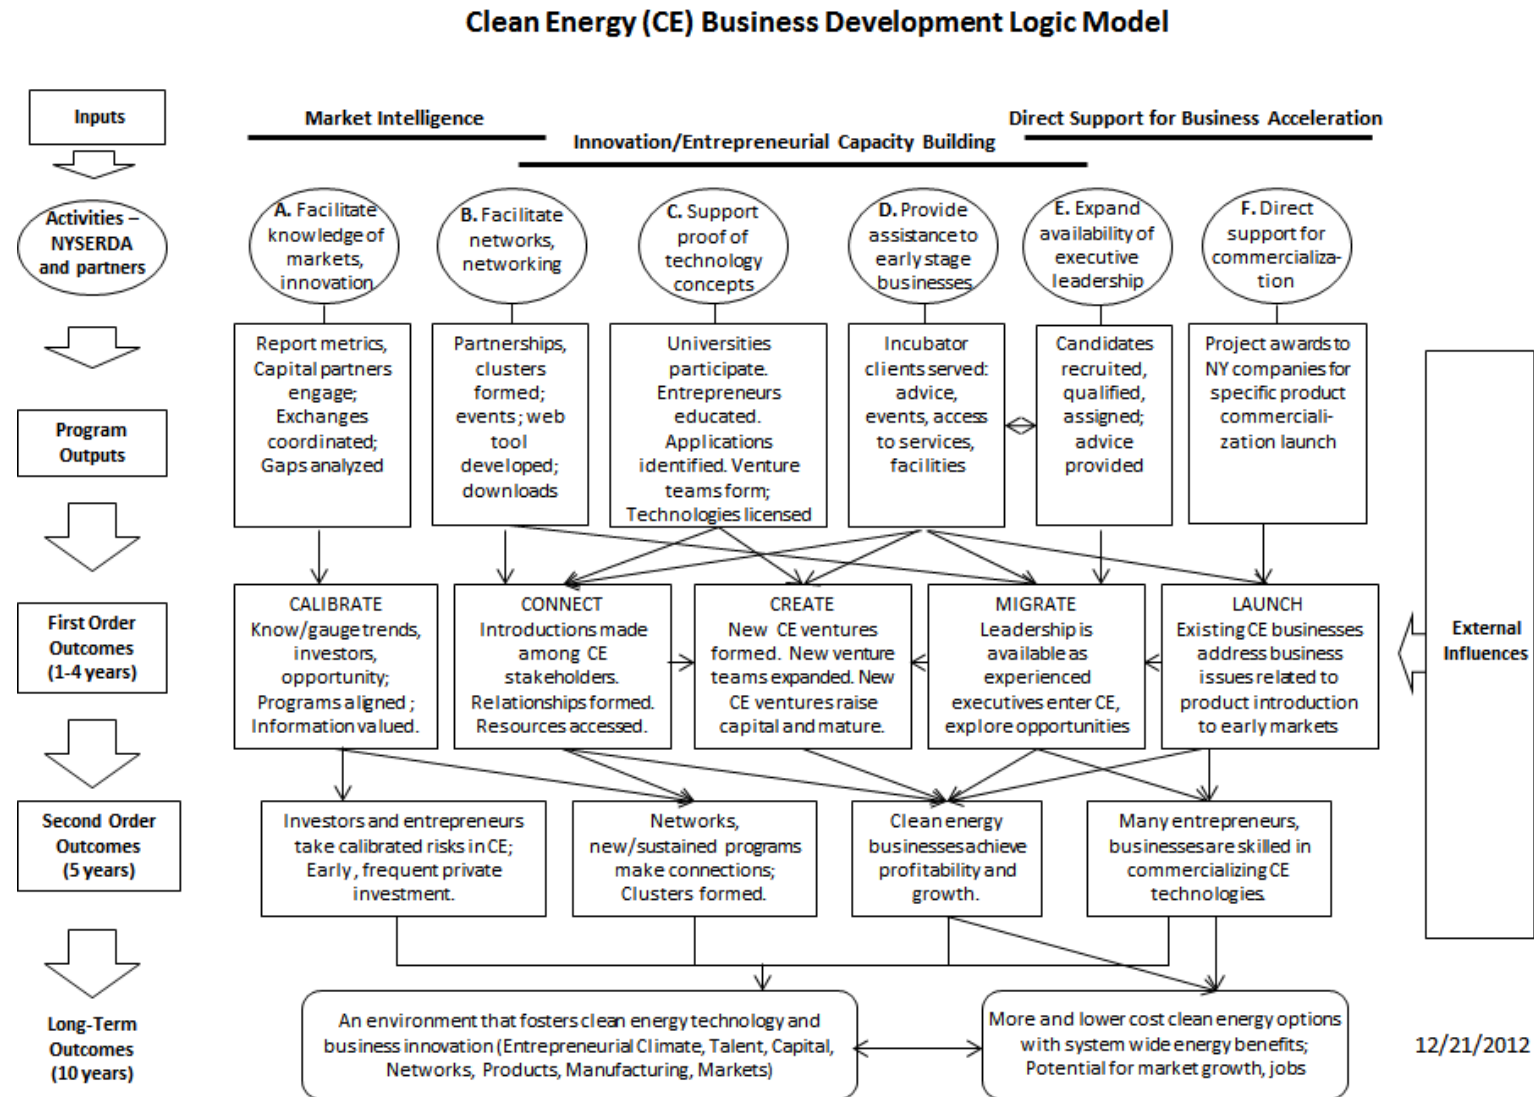 Clean Energy (CE) Business Development Logic Model
Inputs
Market Intelligence
Direct Support for Business Acceleration
Innovation/Entrepreneurial Capacity Building
Activities –
NYSERDA
and partners
A. Facilitate
knowledge of
markets,
innovation
B. Facilitate
networks,
networking
C. Support
proof of
technology
concepts
D. Provide
assistance to
early stage
businesses
E. Expand
availability of
executive
leadership
F. Direct
support for
commercializa-
tion
Program
Outputs
Report metrics,
Capital partners
engage;
Exchanges
coordinated;
Gaps analyzed
Partnerships,
clusters
formed;
events; web
tool
developed;
downloads
Universities
participate.
Entrepreneurs
educated.
Applications
identified. Venture
teams form;
Technologies licensed
Incubator
clients served:
advice,
events, access
to services,
facilities
Candidates
recruited,
qualified,
assigned;
advice
provided
Project awards to
NY companies for
specific product
commerciali-
zation launch
First Order
Outcomes
(1-4 years)
CALIBRATE
Know/gauge trends,
investors,
opportunity;
Programs aligned ;
Information valued.
CONNECT
Introductions made
among CE
stakeholders.
Relationships formed.
Resources accessed.
CREATE
New CE ventures
formed. New venture
teams expanded. New
CE ventures raise
capital and mature.
MIGRATE
Leadership is
available as
experienced
executives enter CE,
explore opportunities
LAUNCH
Existing CE businesses
address business
issues related to
product introduction
to early markets
External
Influences
Second Order
Outcomes
(5 years)
Investors and entrepreneurs
take calibrated risks in CE;
Early, frequent private
investment.
Networks,
new/sustained programs
make connections;
Clusters formed.
Clean energy
businesses achieve
profitability and
growth.
Many entrepreneurs,
businesses are skilled in
commercializing CE
technologies.
Long-Term
Outcomes
(10 years)
An environment that fosters clean energy technology and
business innovation (Entrepreneurial Climate, Talent, Capital,
Networks, Products, Manufacturing, Markets)
More and lower cost clean energy options
with system wide energy benefits;
Potential for market growth, jobs
12/21/2012